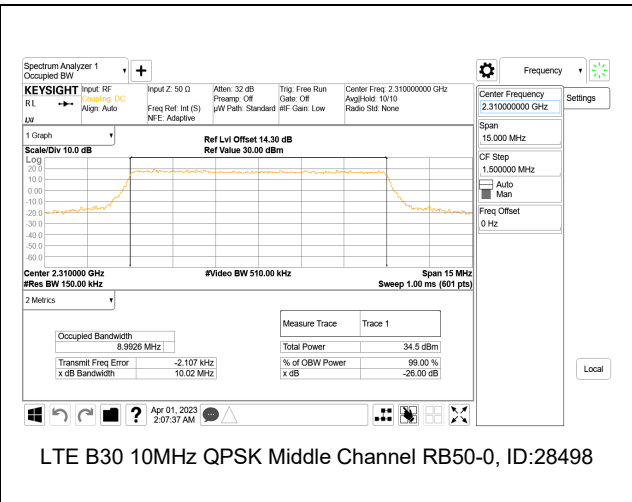 Spectrum Analyzer 1
Occupied BW
Frequency
KEYSIGHT
RL
LXI
Input: RF
Coupling: DC
Align: Auto
Input Z: 50 Ω
Freq Ref: Int (S)
NFE: Adaptive
Atten: 32 dB
Preamp: Off
µW Path: Standard
Trig: Free Run
Gate: Off
#IF Gain: Low
Center Freq: 2.310000000 GHz
Avg|Hold: 10/10
Radio Std: None
Center Frequency
2.310000000 GHz
Settings
Span
15.000 MHz
CF Step
1.500000 MHz
Auto
Man
Freq Offset
0 Hz
Local
1 Graph
Scale/Div 10.0 dB
Ref Lvl Offset 14.30 dB
Ref Value 30.00 dBm
Log
20.0
10.0
0.00
-10.0
-20.0
-30.0
-40.0
-50.0
-60.0
Center 2.310000 GHz
#Video BW 510.00 kHz
Span 15 MHz
#Res BW 150.00 kHz
Sweep 1.00 ms (601 pts)
2 Metrics
Measure Trace Trace 1
Occupied Bandwidth
8.9926 MHz
Total Power 34.5 dBm
Transmit Freq Error -2.107 kHz
% of OBW Power 99.00 %
x dB Bandwidth 10.02 MHz
x dB -26.00 dB
?
Apr 01, 2023
2:07:37 AM
LTE B30 10MHz QPSK Middle Channel RB50-0, ID:28498